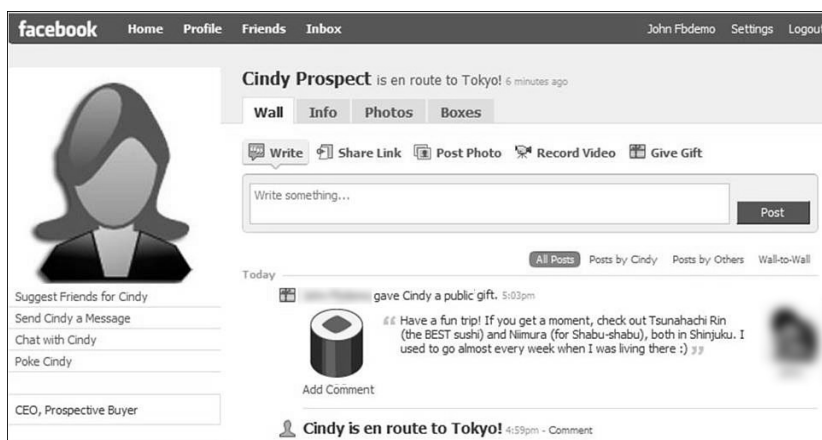 facebook Home Profile Friends Inbox John Fbdemo Settings Logout
Cindy Prospect is en route to Tokyo! 6 minutes ago
Wall Info Photos Boxes
Write Share Link Post Photo Record Video Give Gift
Write something...
Post
All Posts Posts by Cindy Posts by Others Wall-to-Wall
Today
gave Cindy a public gift. 5:03pm
“ Have a fun trip! If you get a moment, check out Tsunahachi Rin
(the BEST sushi) and Niimura (for Shabu-shabu), both in Shinjuku. I
used to go almost every week when I was living there :) ”
Add Comment
Cindy is en route to Tokyo! 4:59pm - Comment
Suggest Friends for Cindy
Send Cindy a Message
Chat with Cindy
Poke Cindy
CEO, Prospective Buyer